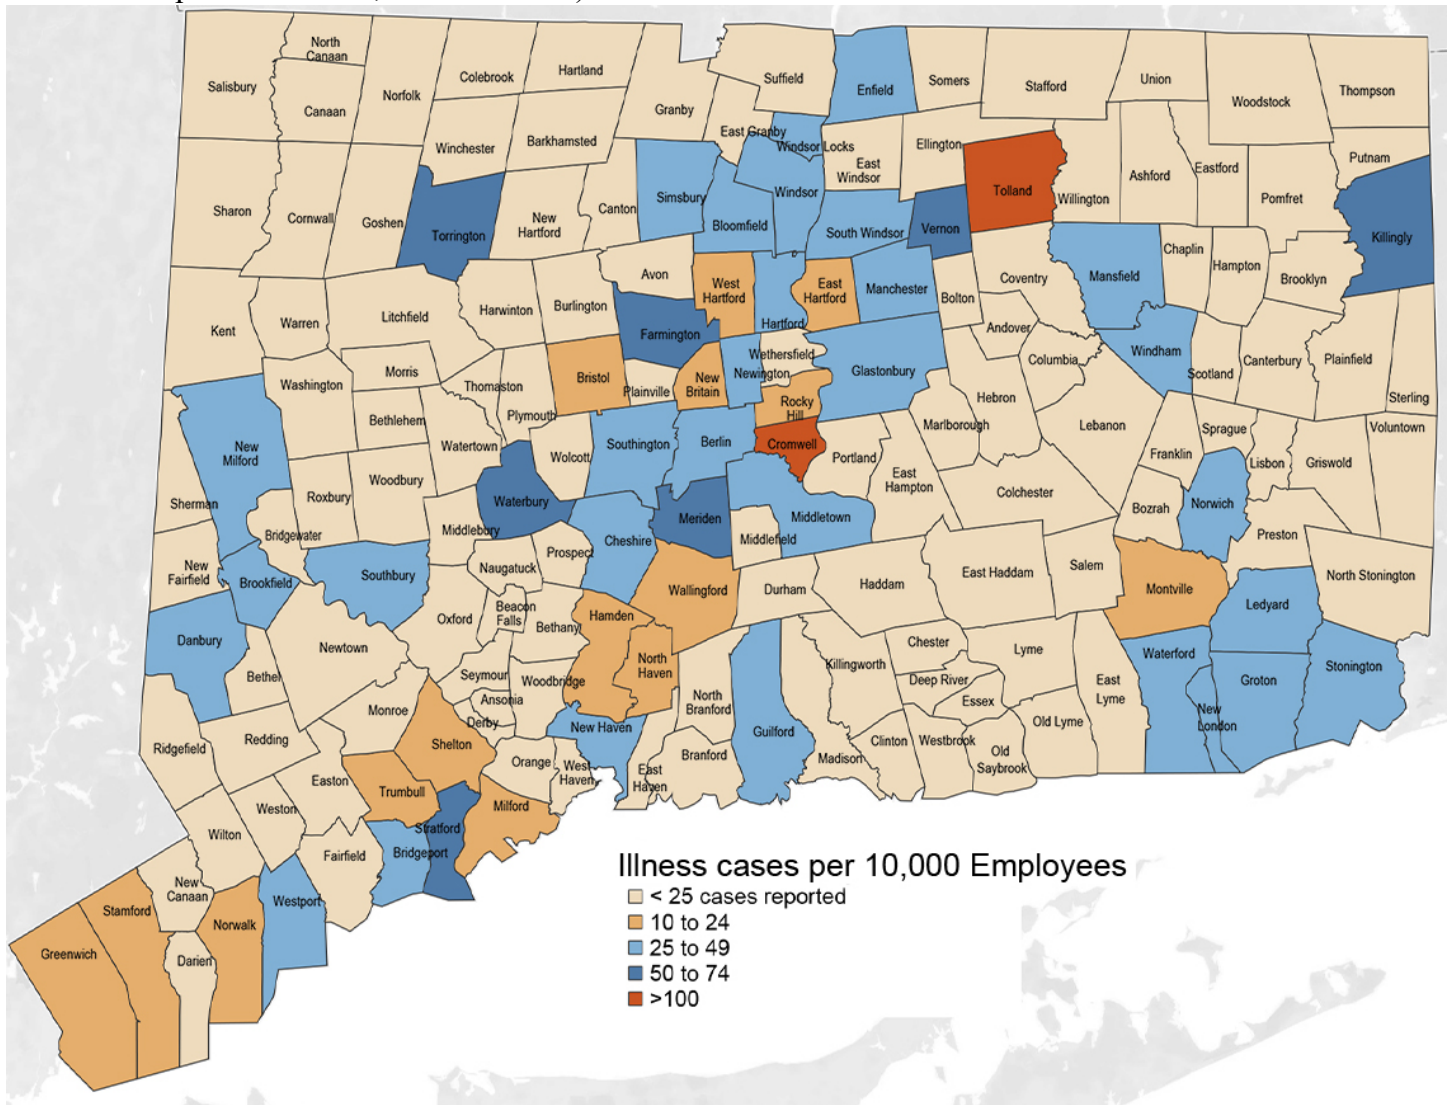 North
Canaan
Salisbury
Canaan
Norfolk
Colebrook
Hartland
Suffield
Enfield
Somers
Stafford
Union
Woodstock
Thompson
Granby
East Granby
Windsor Locks
Winchester
Barkhamsted
East
Windsor
Ellington
Putnam
Tolland
Willington
Ashford
Eastford
Pomfret
Sharon
Cornwall
Goshen
Torrington
New
Hartford
Canton
Simsbury
Bloomfield
Windsor
South Windsor
Vernon
Killingly
Avon
Mansfield
Chaplin
Hampton
Brooklyn
Coventry
Kent
Warren
Litchfield
Harwinton
Burlington
Farmington
West
Hartford
Hartford
East
Hartford
Manchester
Bolton
Andover
Columbia
Windham
Scotland
Canterbury
Plainfield
Sterling
Washington
Morris
Bethlehem
Thomaston
Plymouth
Bristol
Plainville
New
Britain
Newington
Wethersfield
Rocky
Hill
Glastonbury
Hebron
Marlborough
Lebanon
Franklin
Sprague
Lisbon
Griswold
Voluntown
New
Milford
Sherman
Roxbury
Woodbury
Watertown
Wolcott
Southington
Berlin
Cromwell
Portland
East
Hampton
Colchester
Bozrah
Norwich
Preston
Bridgewater
Middlebury
Waterbury
Cheshire
Meriden
Middlefield
Middletown
New
Fairfield
Brookfield
Southbury
Naugatuck
Prospect
Wallingford
Durham
Haddam
East Haddam
Salem
Montville
Ledyard
North Stonington
Danbury
Bethel
Newtown
Oxford
Beacon
Falls
Bethany
Hamden
North
Haven
Killingworth
Chester
Deep River
Essex
Lyme
East
Lyme
Waterford
New
London
Groton
Stonington
Seymour
Ansonia
Derby
Woodbridge
New Haven
North
Branford
Guilford
Madison
Clinton
Westbrook
Old
Saybrook
Old Lyme
Ridgefield
Redding
Monroe
Shelton
Orange
West
Haven
East
Haven
Branford
Easton
Trumbull
Milford
Weston
Wilton
Fairfield
Bridgeport
Stratford
New
Canaan
Stamford
Greenwich
Darien
Norwalk
Westport
Illness cases per 10,000 Employees
< 25 cases reported
10 to 24
25 to 49
50 to 74
>100